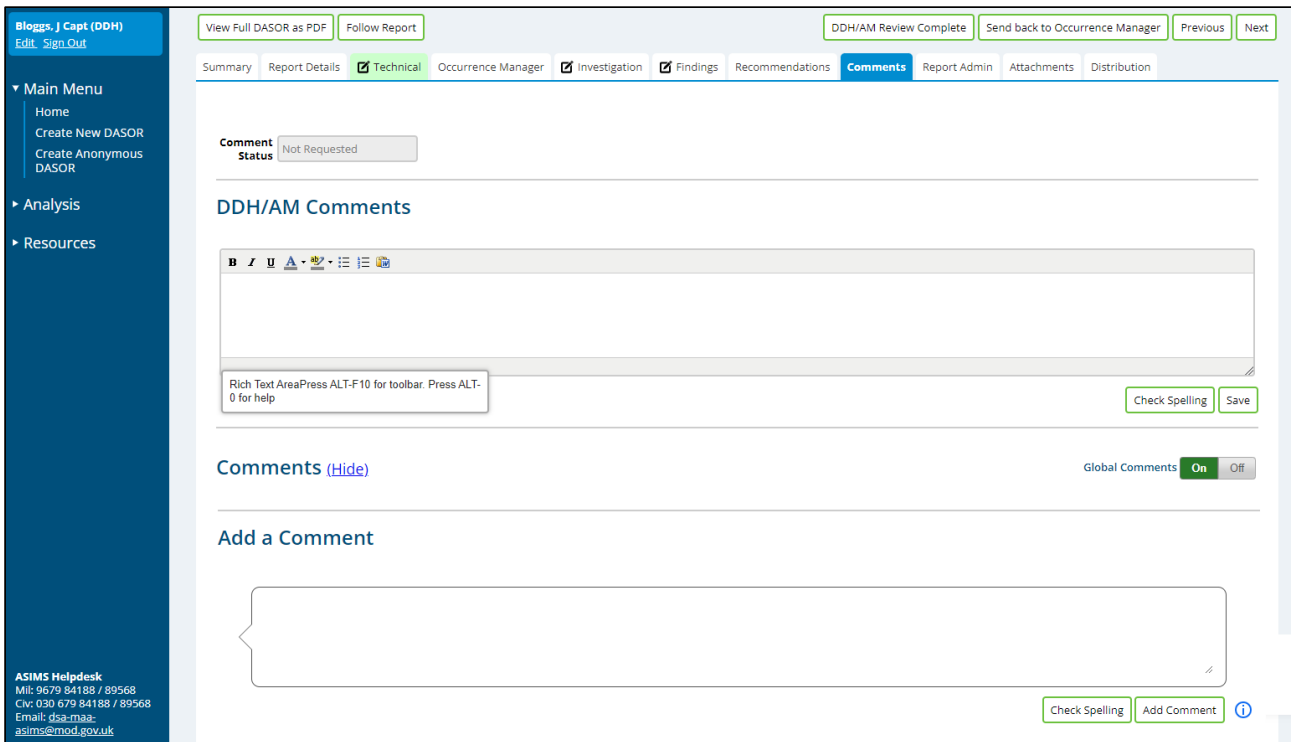 Bloggs, J Capt (DDH)
Edit Sign Out
Main Menu
Home
Create New DASOR
Create Anonymous
DASOR
Analysis
Resources
ASIMS Helpdesk
Mil: 9679 84188 / 89568
Civ: 030 679 84188 / 89568
Email: dsa-maa-
asims@mod.gov.uk
View Full DASOR as PDF Follow Report DDH/AM Review Complete Send back to Occurrence Manager Previous Next
Summary Report Details Technical Occurrence Manager Investigation Findings Recommendations Comments Report Admin Attachments Distribution
Comment
Status Not Requested
DDH/AM Comments
B I U A ab
Rich Text AreaPress ALT-F10 for toolbar. Press ALT-
0 for help
Check Spelling Save
Comments (Hide) Global Comments On Off
Add a Comment
Check Spelling Add Comment